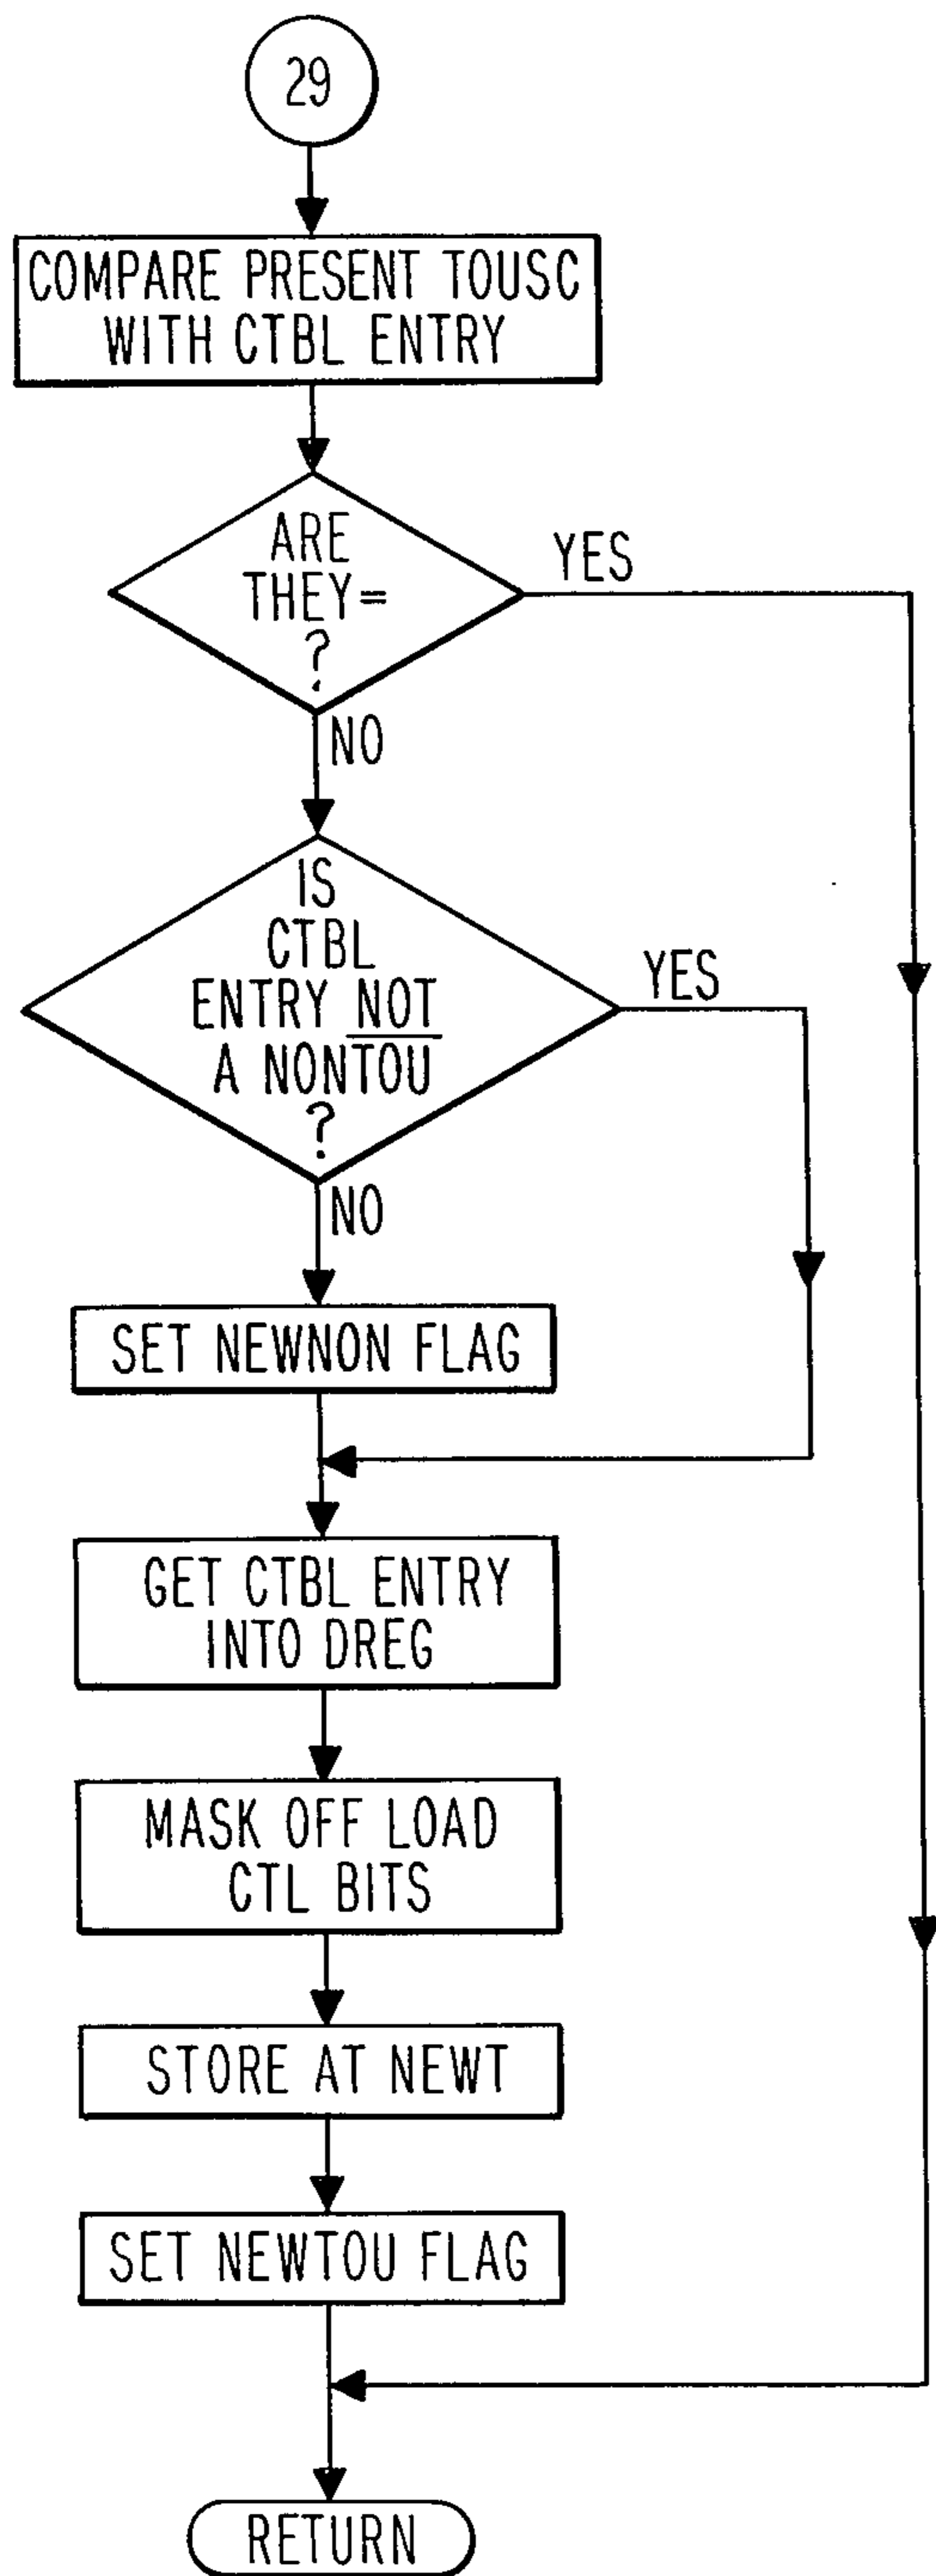 29
COMPARE PRESENT TOUSC
WITH CTBL ENTRY
ARE
THEY=
?
YES
NO
IS
CTBL
ENTRY NOT
A NONTOU
?
YES
NO
SET NEWNON FLAG
GET CTBL ENTRY
INTO DREG
MASK OFF LOAD
CTL BITS
STORE AT NEWT
SET NEWTOU FLAG
RETURN